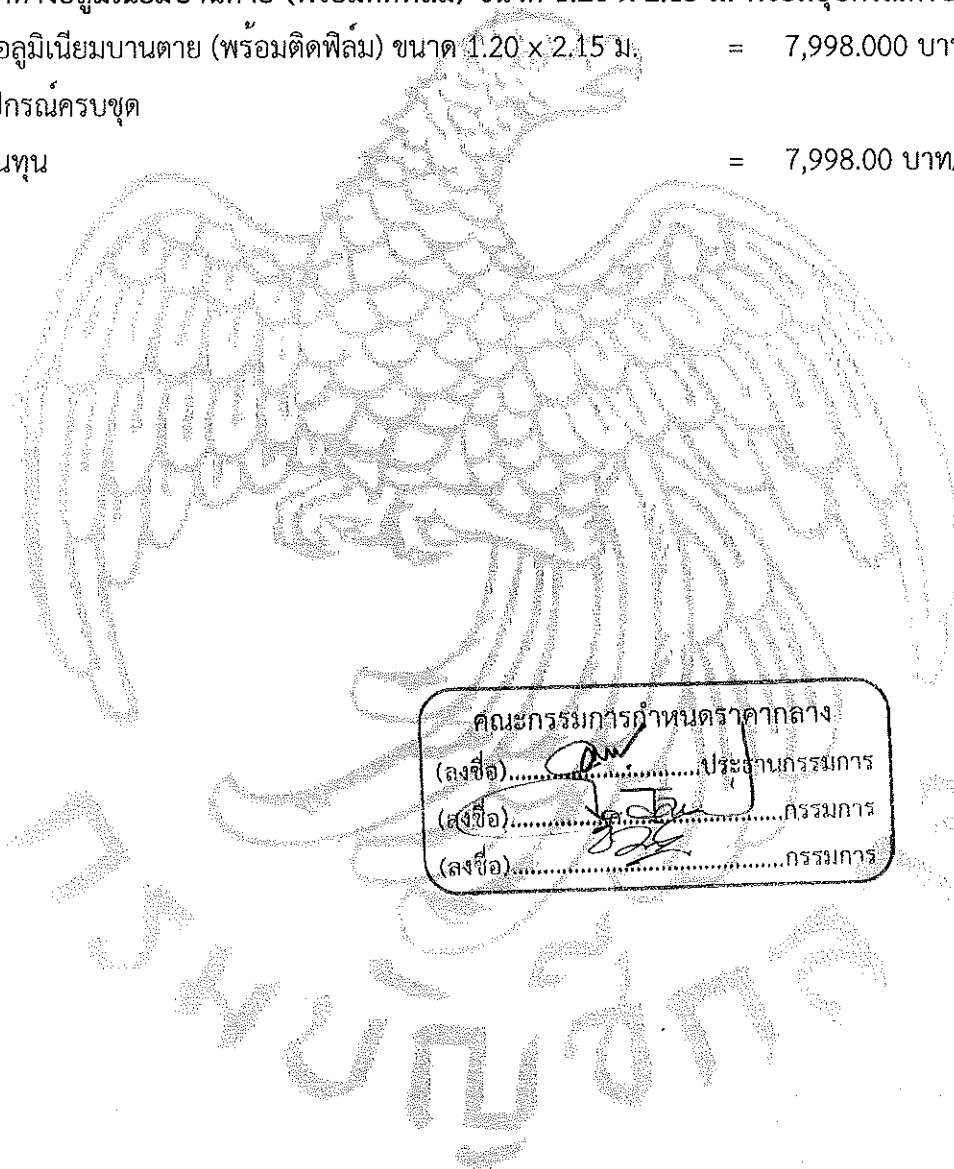 อลูมิเนียมบานตาย (พร้อมติดฟิล์ม) ขนาด 1.20 x 2.15 ม. = 7,998.000
ปกรณ์ครบชุด
นทุน = 7,998.00 บาท/
คณะกรรมการกำหนดราคากลาง
(ลงชื่อ)........................ประธานกรรมการ
(ลงชื่อ)........................กรรมการ
(ลงชื่อ)........................กรรมการ